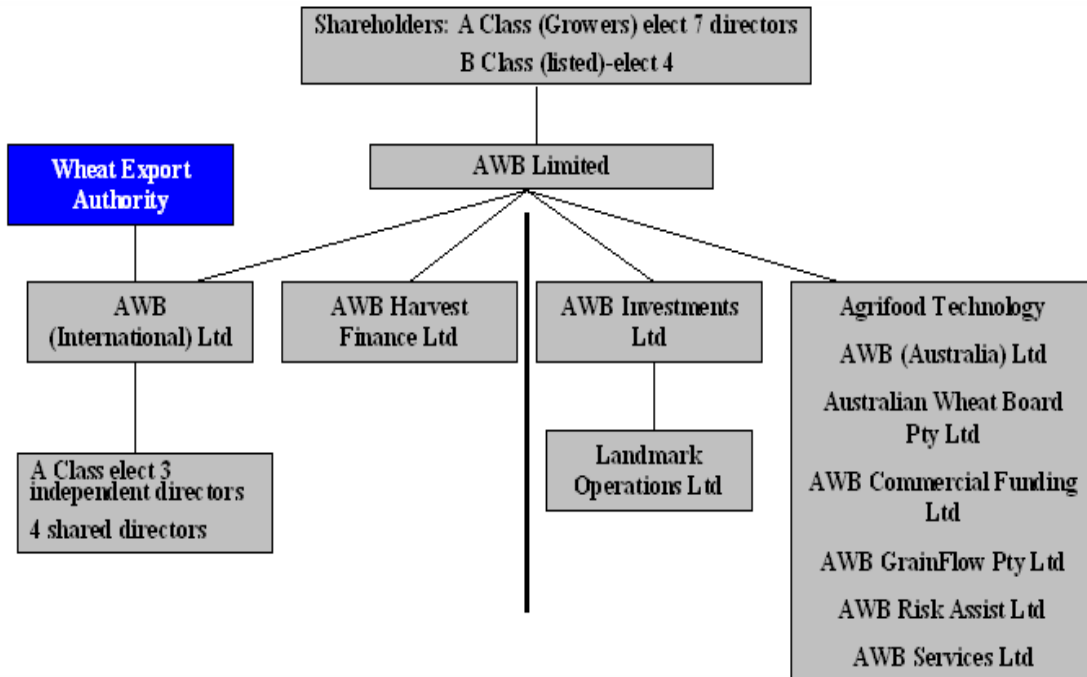 Shareholders: A Class (Growers) elect 7 directors
B Class (listed)-elect 4
Wheat Export
Authority
AWB Limited
AWB
(International) Ltd
AWB Harvest
Finance Ltd
AWB Investments
Ltd
Agrifood Technology
AWB (Australia) Ltd
Australian Wheat Board
Pty Ltd
AWB Commercial Funding
Ltd
AWB GrainFlow Pty Ltd
AWB Risk Assist Ltd
AWB Services Ltd
A Class elect 3
independent directors
4 shared directors
Landmark
Operations Ltd